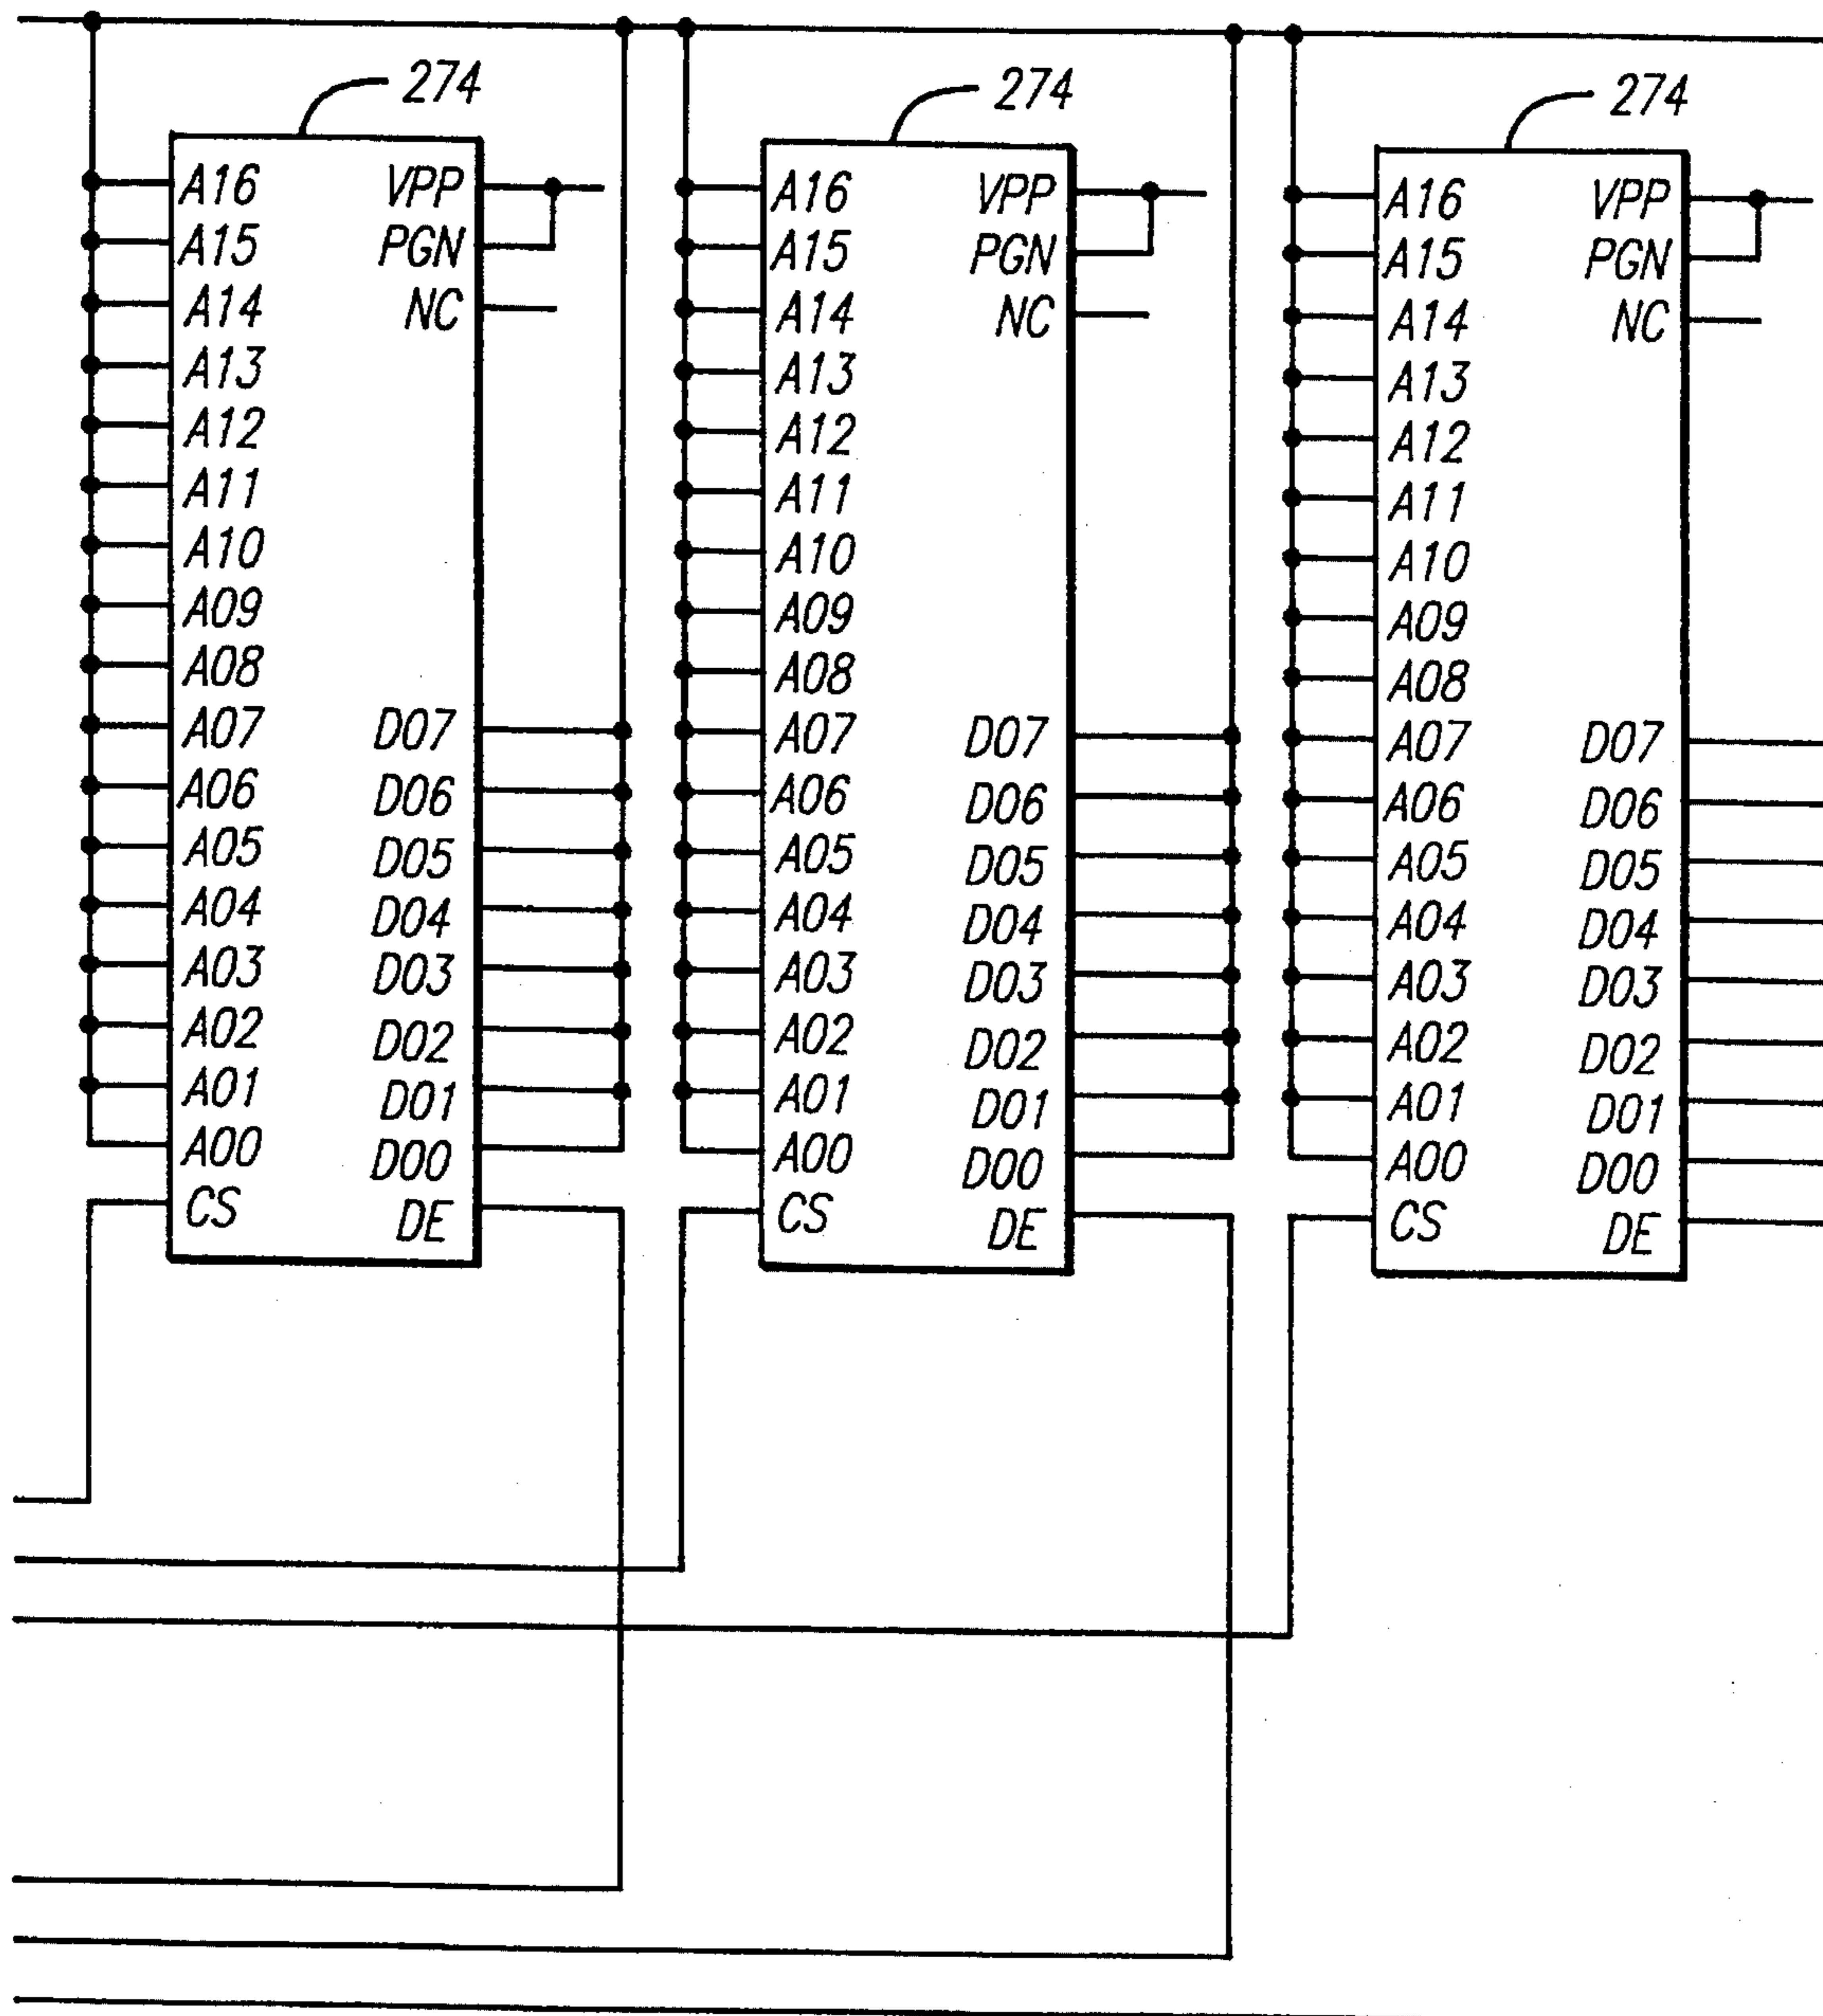 274
A16
A15
A14
A13
A12
A11
A10
A09
A08
A07
A06
A05
A04
A03
A02
A01
A00
CS
VPP
PGN
NC
D07
D06
D05
D04
D03
D02
D01
D00
DE
274
A16
A15
A14
A13
A12
A11
A10
A09
A08
A07
A06
A05
A04
A03
A02
A01
A00
CS
VPP
PGN
NC
D07
D06
D05
D04
D03
D02
D01
D00
DE
274
A16
A15
A14
A13
A12
A11
A10
A09
A08
A07
A06
A05
A04
A03
A02
A01
A00
CS
VPP
PGN
NC
D07
D06
D05
D04
D03
D02
D01
D00
DE